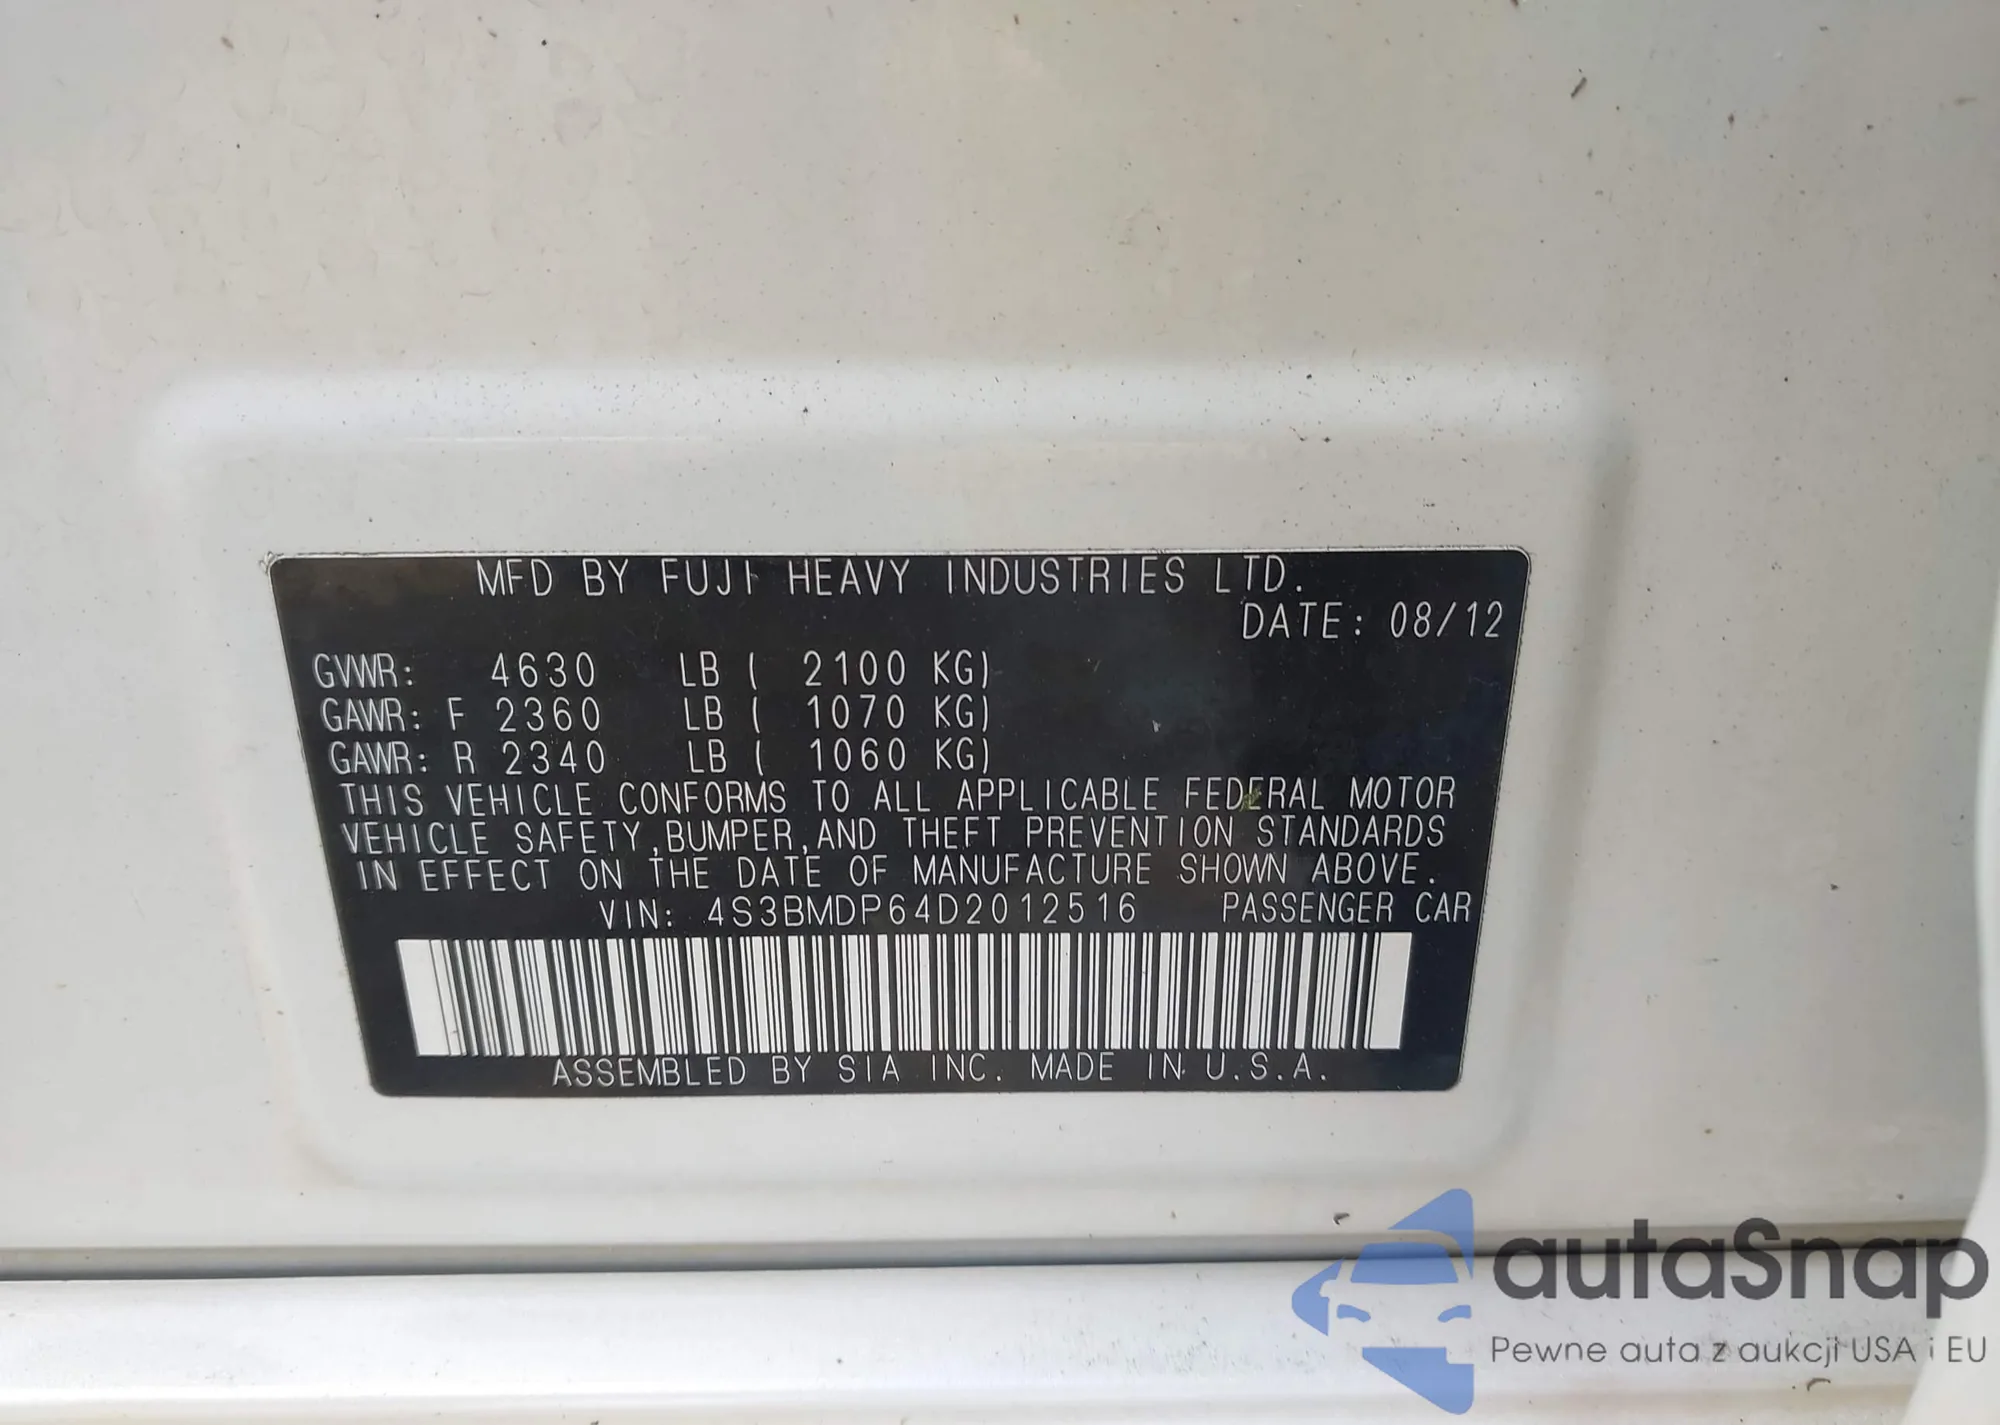 MFD BY FUJI HEAVY INDUSTRIES LTD.
DATE: 08/12
GVWR: 4630 LB ( 2100 KG)
GAWR: F 2360 LB ( 1070 KG)
GAWR: R 2340 LB ( 1060 KG)
THIS VEHICLE CONFORMS TO ALL APPLICABLE FEDERAL MOTOR
VEHICLE SAFETY,BUMPER,AND THEFT PREVENTION STANDARDS
IN EFFECT ON THE DATE OF MANUFACTURE SHOWN ABOVE.
VIN: 4S3BMDP64D2012516 PASSENGER CAR
ASSEMBLED BY SIA INC. MADE IN U.S.A.
autaSnap
Pewne auta z aukcji USA i EU